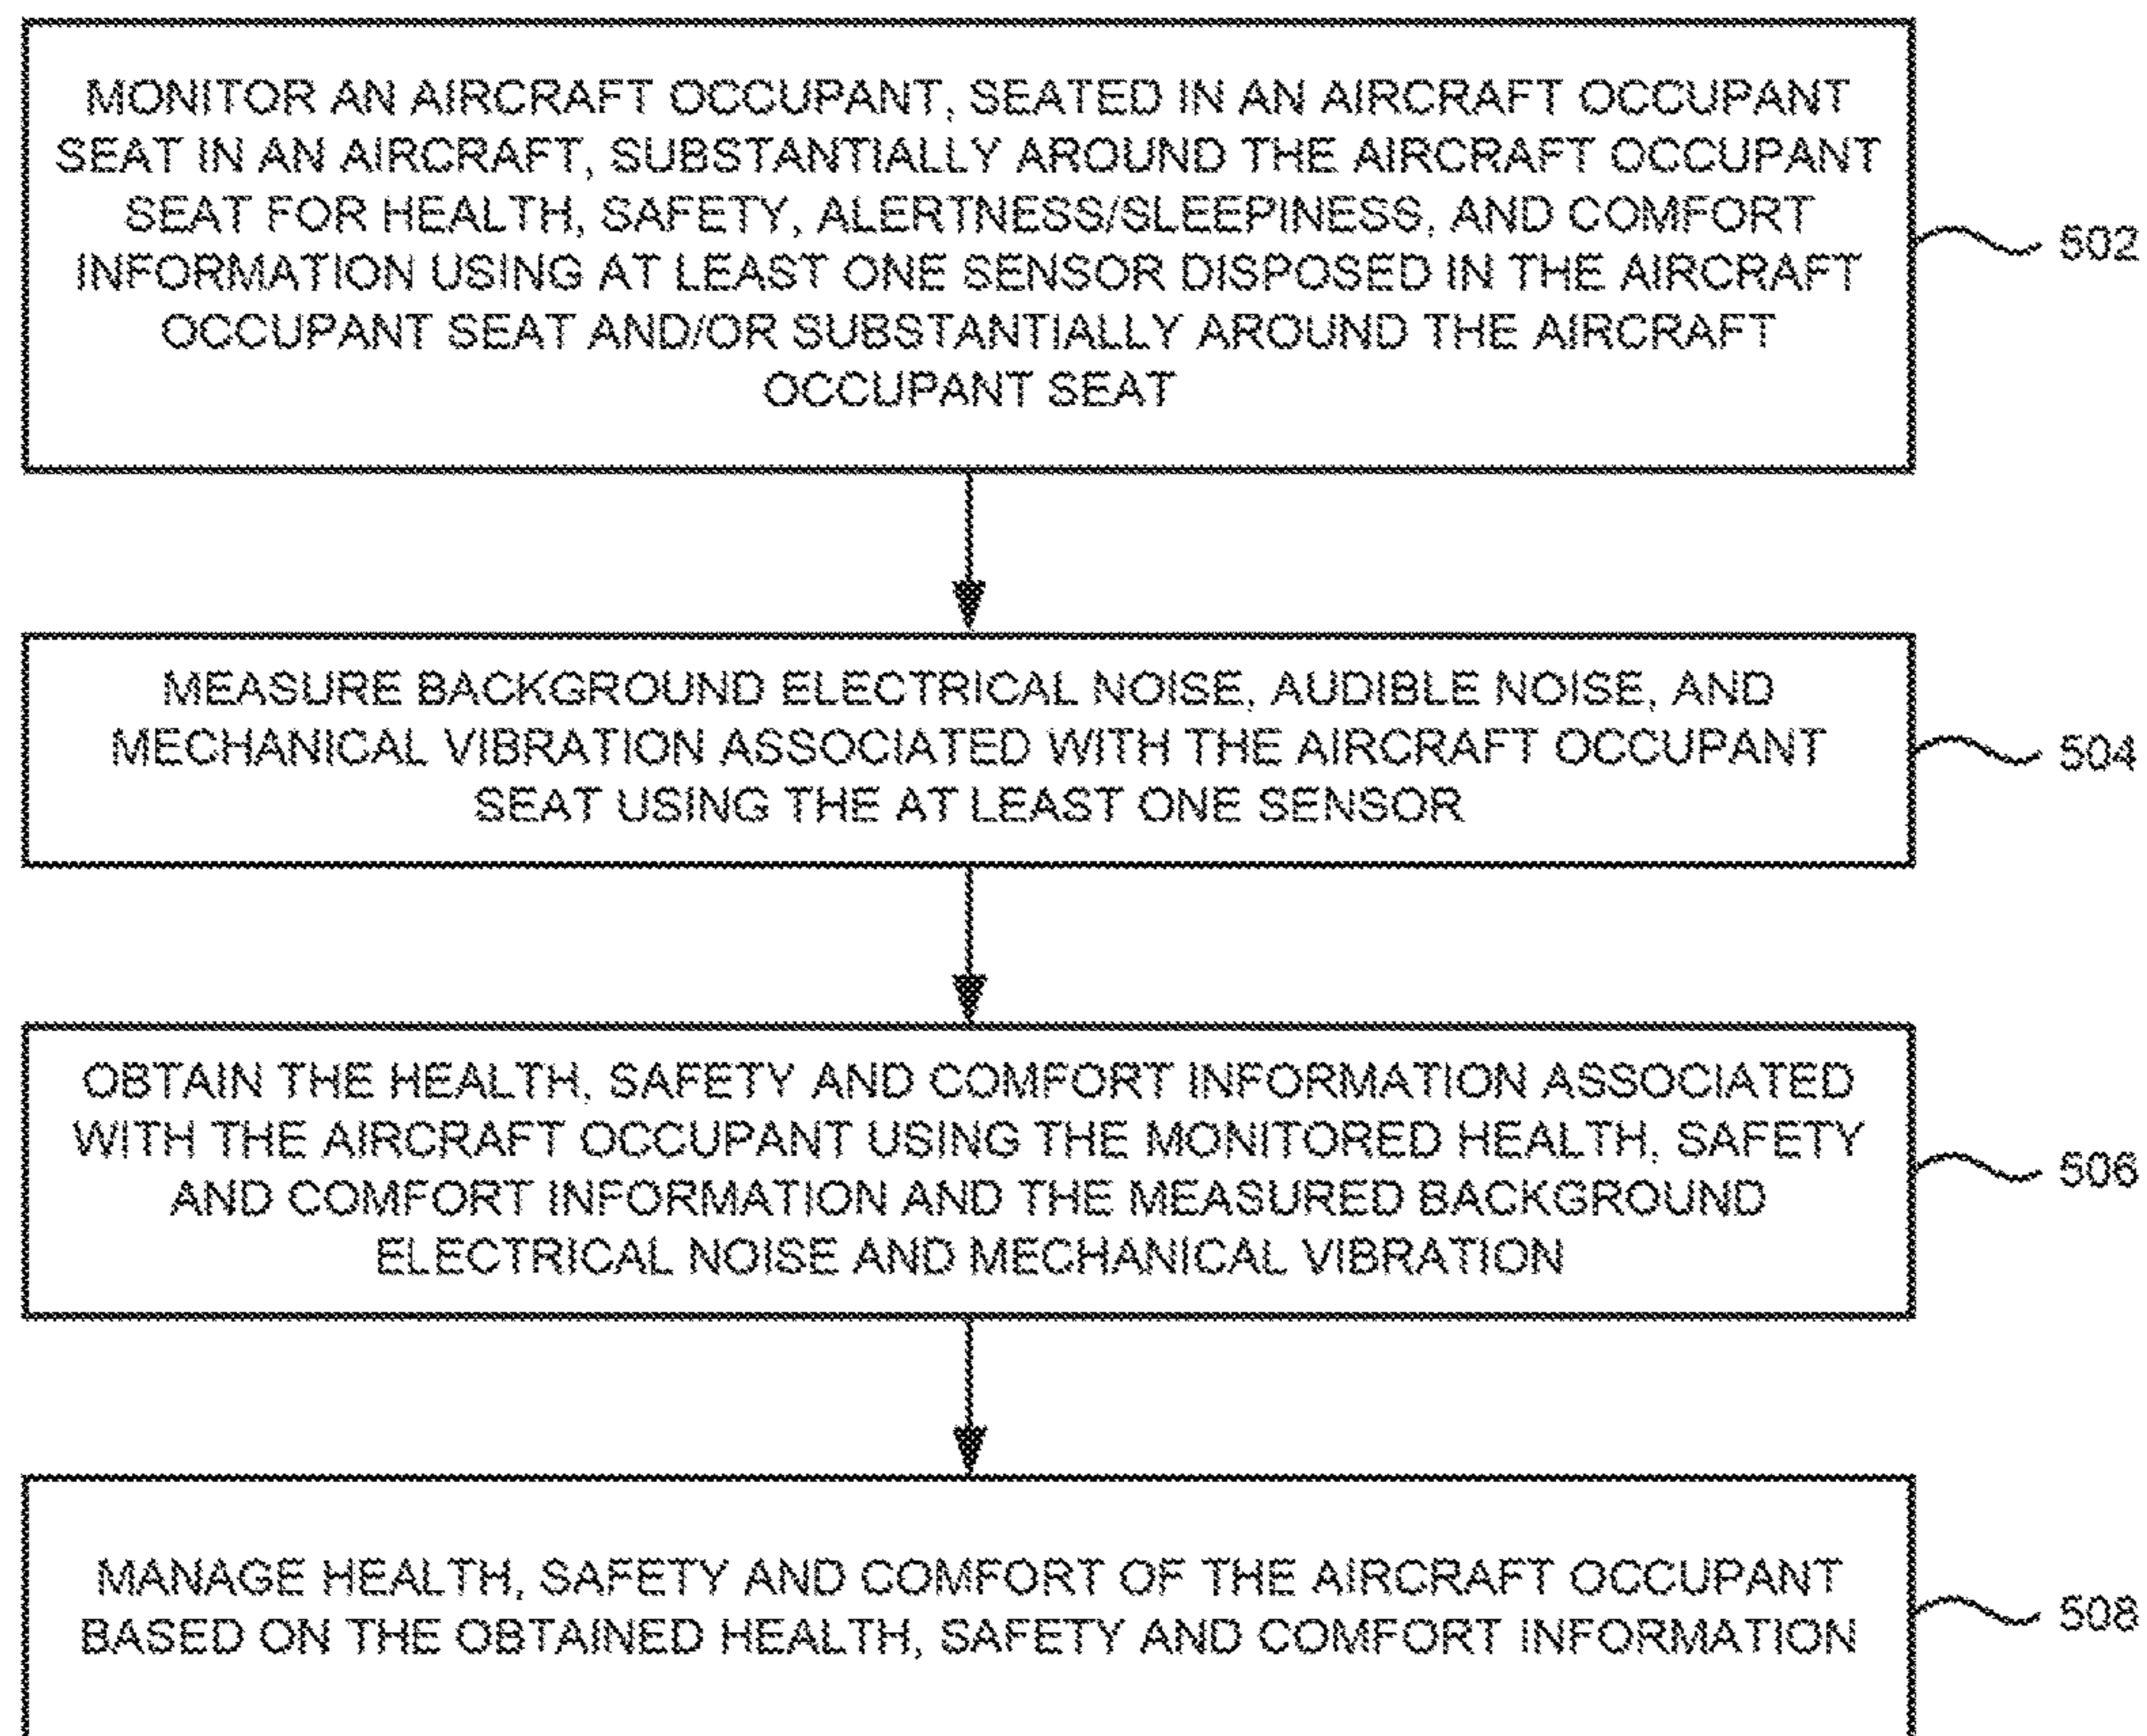 MONITOR AN AIRCRAFT OCCUPANT, SEATED IN AN AIRCRAFT OCCUPANT
SEAT IN AN AIRCRAFT, SUBSTANTIALLY AROUND THE AIRCRAFT OCCUPANT
SEAT FOR HEALTH, SAFETY, ALERTNESS/SLEEPINESS, AND COMFORT
INFORMATION USING AT LEAST ONE SENSOR DISPOSED IN THE AIRCRAFT
OCCUPANT SEAT AND/OR SUBSTANTIALLY AROUND THE AIRCRAFT
OCCUPANT SEAT
502
MEASURE BACKGROUND ELECTRICAL NOISE, AUDIBLE NOISE, AND
MECHANICAL VIBRATION ASSOCIATED WITH THE AIRCRAFT OCCUPANT
SEAT USING THE AT LEAST ONE SENSOR
504
OBTAIN THE HEALTH, SAFETY AND COMFORT INFORMATION ASSOCIATED
WITH THE AIRCRAFT OCCUPANT USING THE MONITORED HEALTH, SAFETY
AND COMFORT INFORMATION AND THE MEASURED BACKGROUND
ELECTRICAL NOISE AND MECHANICAL VIBRATION
506
MANAGE HEALTH, SAFETY AND COMFORT OF THE AIRCRAFT OCCUPANT
BASED ON THE OBTAINED HEALTH, SAFETY AND COMFORT INFORMATION
508